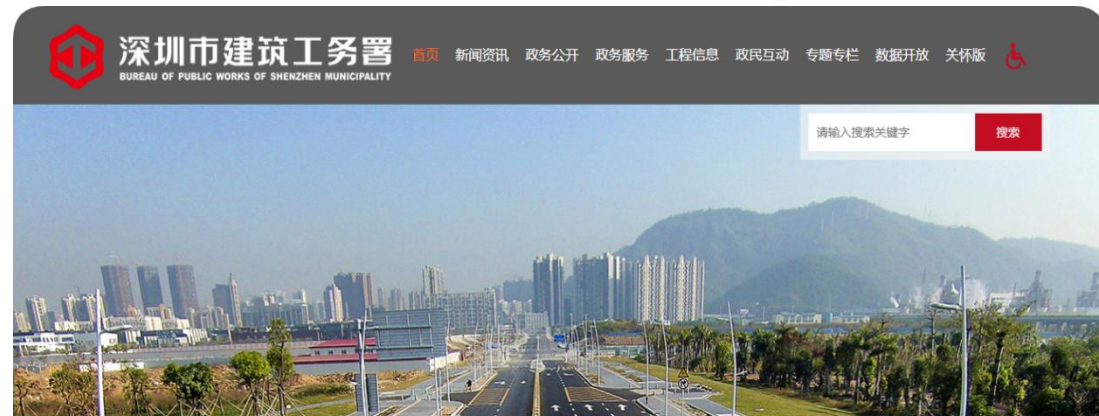 深圳市建筑工务署
BUREAU OF PUBLIC WORKS OF SHENZHEN MUNICIPALITY
首页 新闻资讯 政务公开 政务服务 工程信息 政民互动 专题专栏 数据开放 关怀版
请输入搜索关键字 搜索